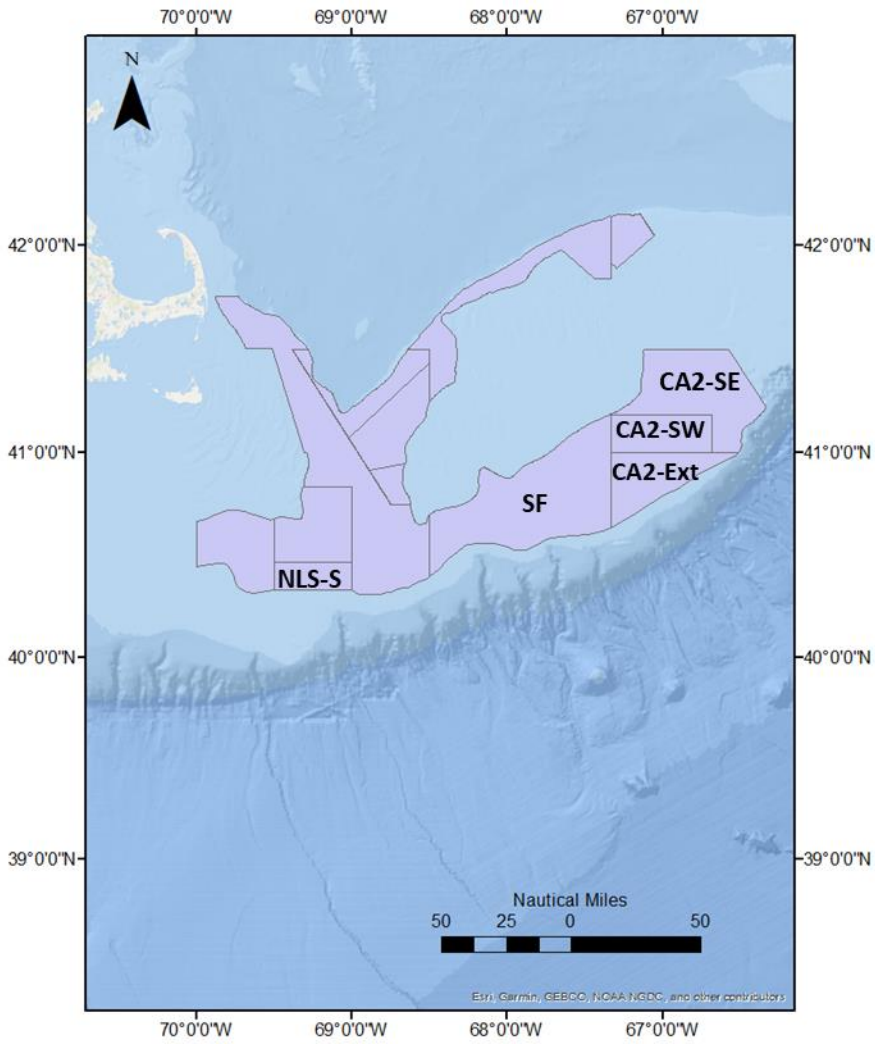 70°0'0"W 69°0'0"W 68°0'0"W 67°0'0"W
N
42°0'0"N 42°0'0"N
CA2-SE
CA2-SW
41°0'0"N 41°0'0"N
CA2-Ext
SF
NLS-S
40°0'0"N 40°0'0"N
39°0'0"N 39°0'0"N
Nautical Miles
50 25 0 50
Esri, Garmin, GEBCO, NOAA NGDC, and other contributors
70°0'0"W 69°0'0"W 68°0'0"W 67°0'0"W